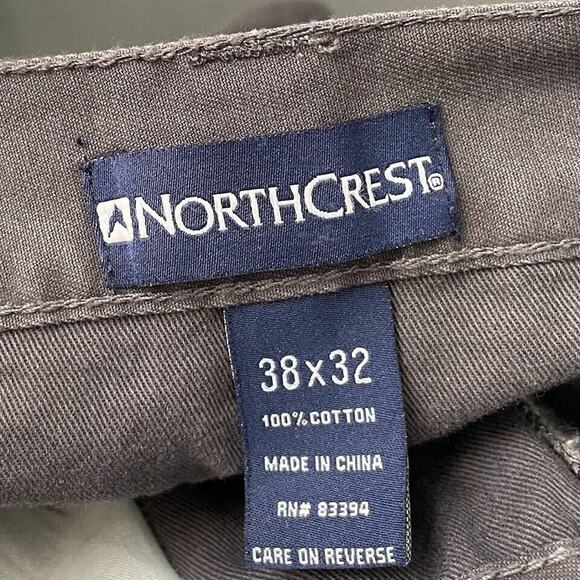 NORTHCREST®
38x32
100% COTTON
MADE IN CHINA
RN# 83394
CARE ON REVERSE